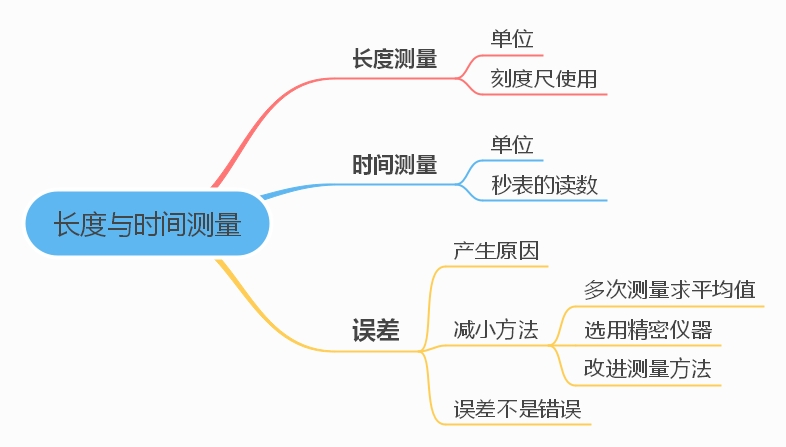 长度与时间测量
长度测量
单位
刻度尺使用
时间测量
单位
秒表的读数
误差
产生原因
减小方法
多次测量求平均值
选用精密仪器
改进测量方法
误差不是错误